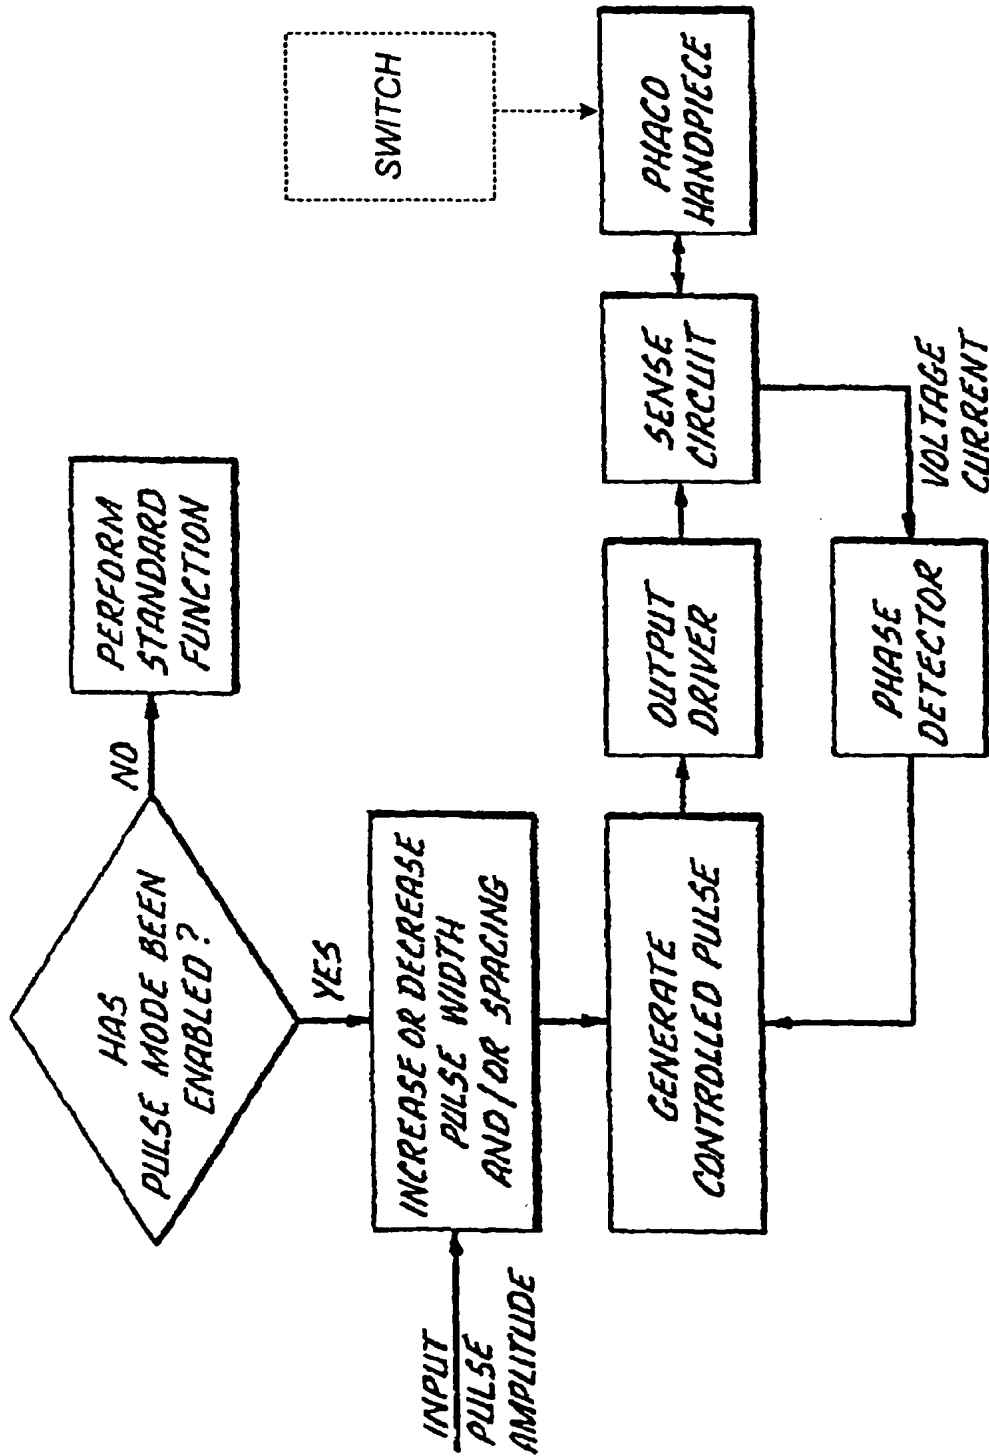 HAS
PULSE MODE BEEN
ENABLED?
NO
PERFORM
STANDARD
FUNCTION
YES
INPUT
PULSE
AMPLITUDE
INCREASE OR DECREASE
PULSE WIDTH
AND/OR SPACING
SWITCH
GENERATE
CONTROLLED PULSE
OUTPUT
DRIVER
SENSE
CIRCUIT
PHACO
HANDPIECE
PHASE
DETECTOR
VOLTAGE
CURRENT